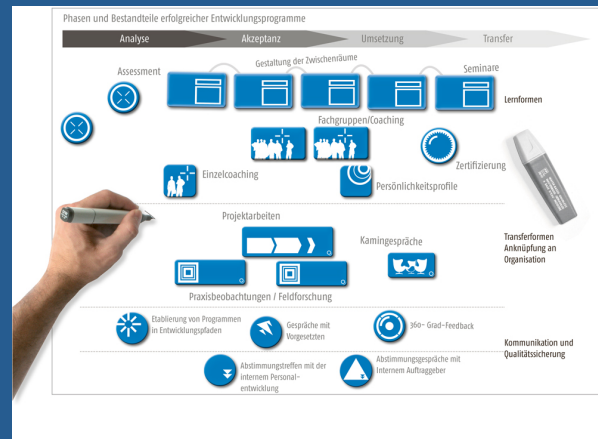 Phasen und Bestandteile erfolgreicher Entwicklungsprogramme
Analyse
Akzeptanz
Umsetzung
Transfer
Gestaltung der Zwischenräume
Assessment
Seminare
Lernformen
Fachgruppen/Coaching
Einzelcoaching
Zertifizierung
Persönlichkeitsprofile
Projektarbeiten
Kamingespräche
Transferformen
Anknüpfung an
Organisation
Praxisbeobachtungen / Feldforschung
Etablierung von Programmen
in Entwicklungspfaden
Gespräche mit
Vorgesetzten
360- Grad-Feedback
Kommunikation und
Qualitätssicherung
Abstimmungstreffen mit der
internem Personal-
entwicklung
Abstimmungsgespräche mit
Internem Auftraggeber